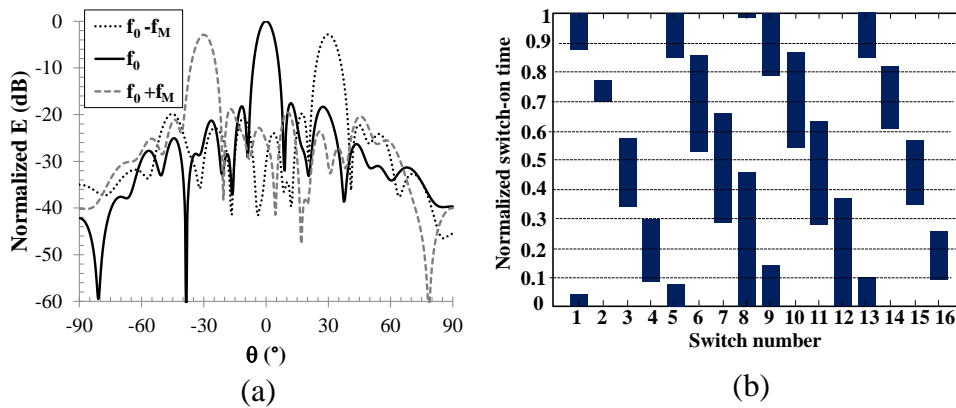 0
-10
-20
-30
-40
-50
-60
Normalized E (dB)
f0 -fM
f0
f0 +fM
-90 -60 -30 0 30 60 90
θ (°)
(a)
1
0.9
0.8
0.7
0.6
0.5
0.4
0.3
0.2
0.1
0
Normalized switch-on time
1 2 3 4 5 6 7 8 9 10 11 12 13 14 15 16
Switch number
(b)